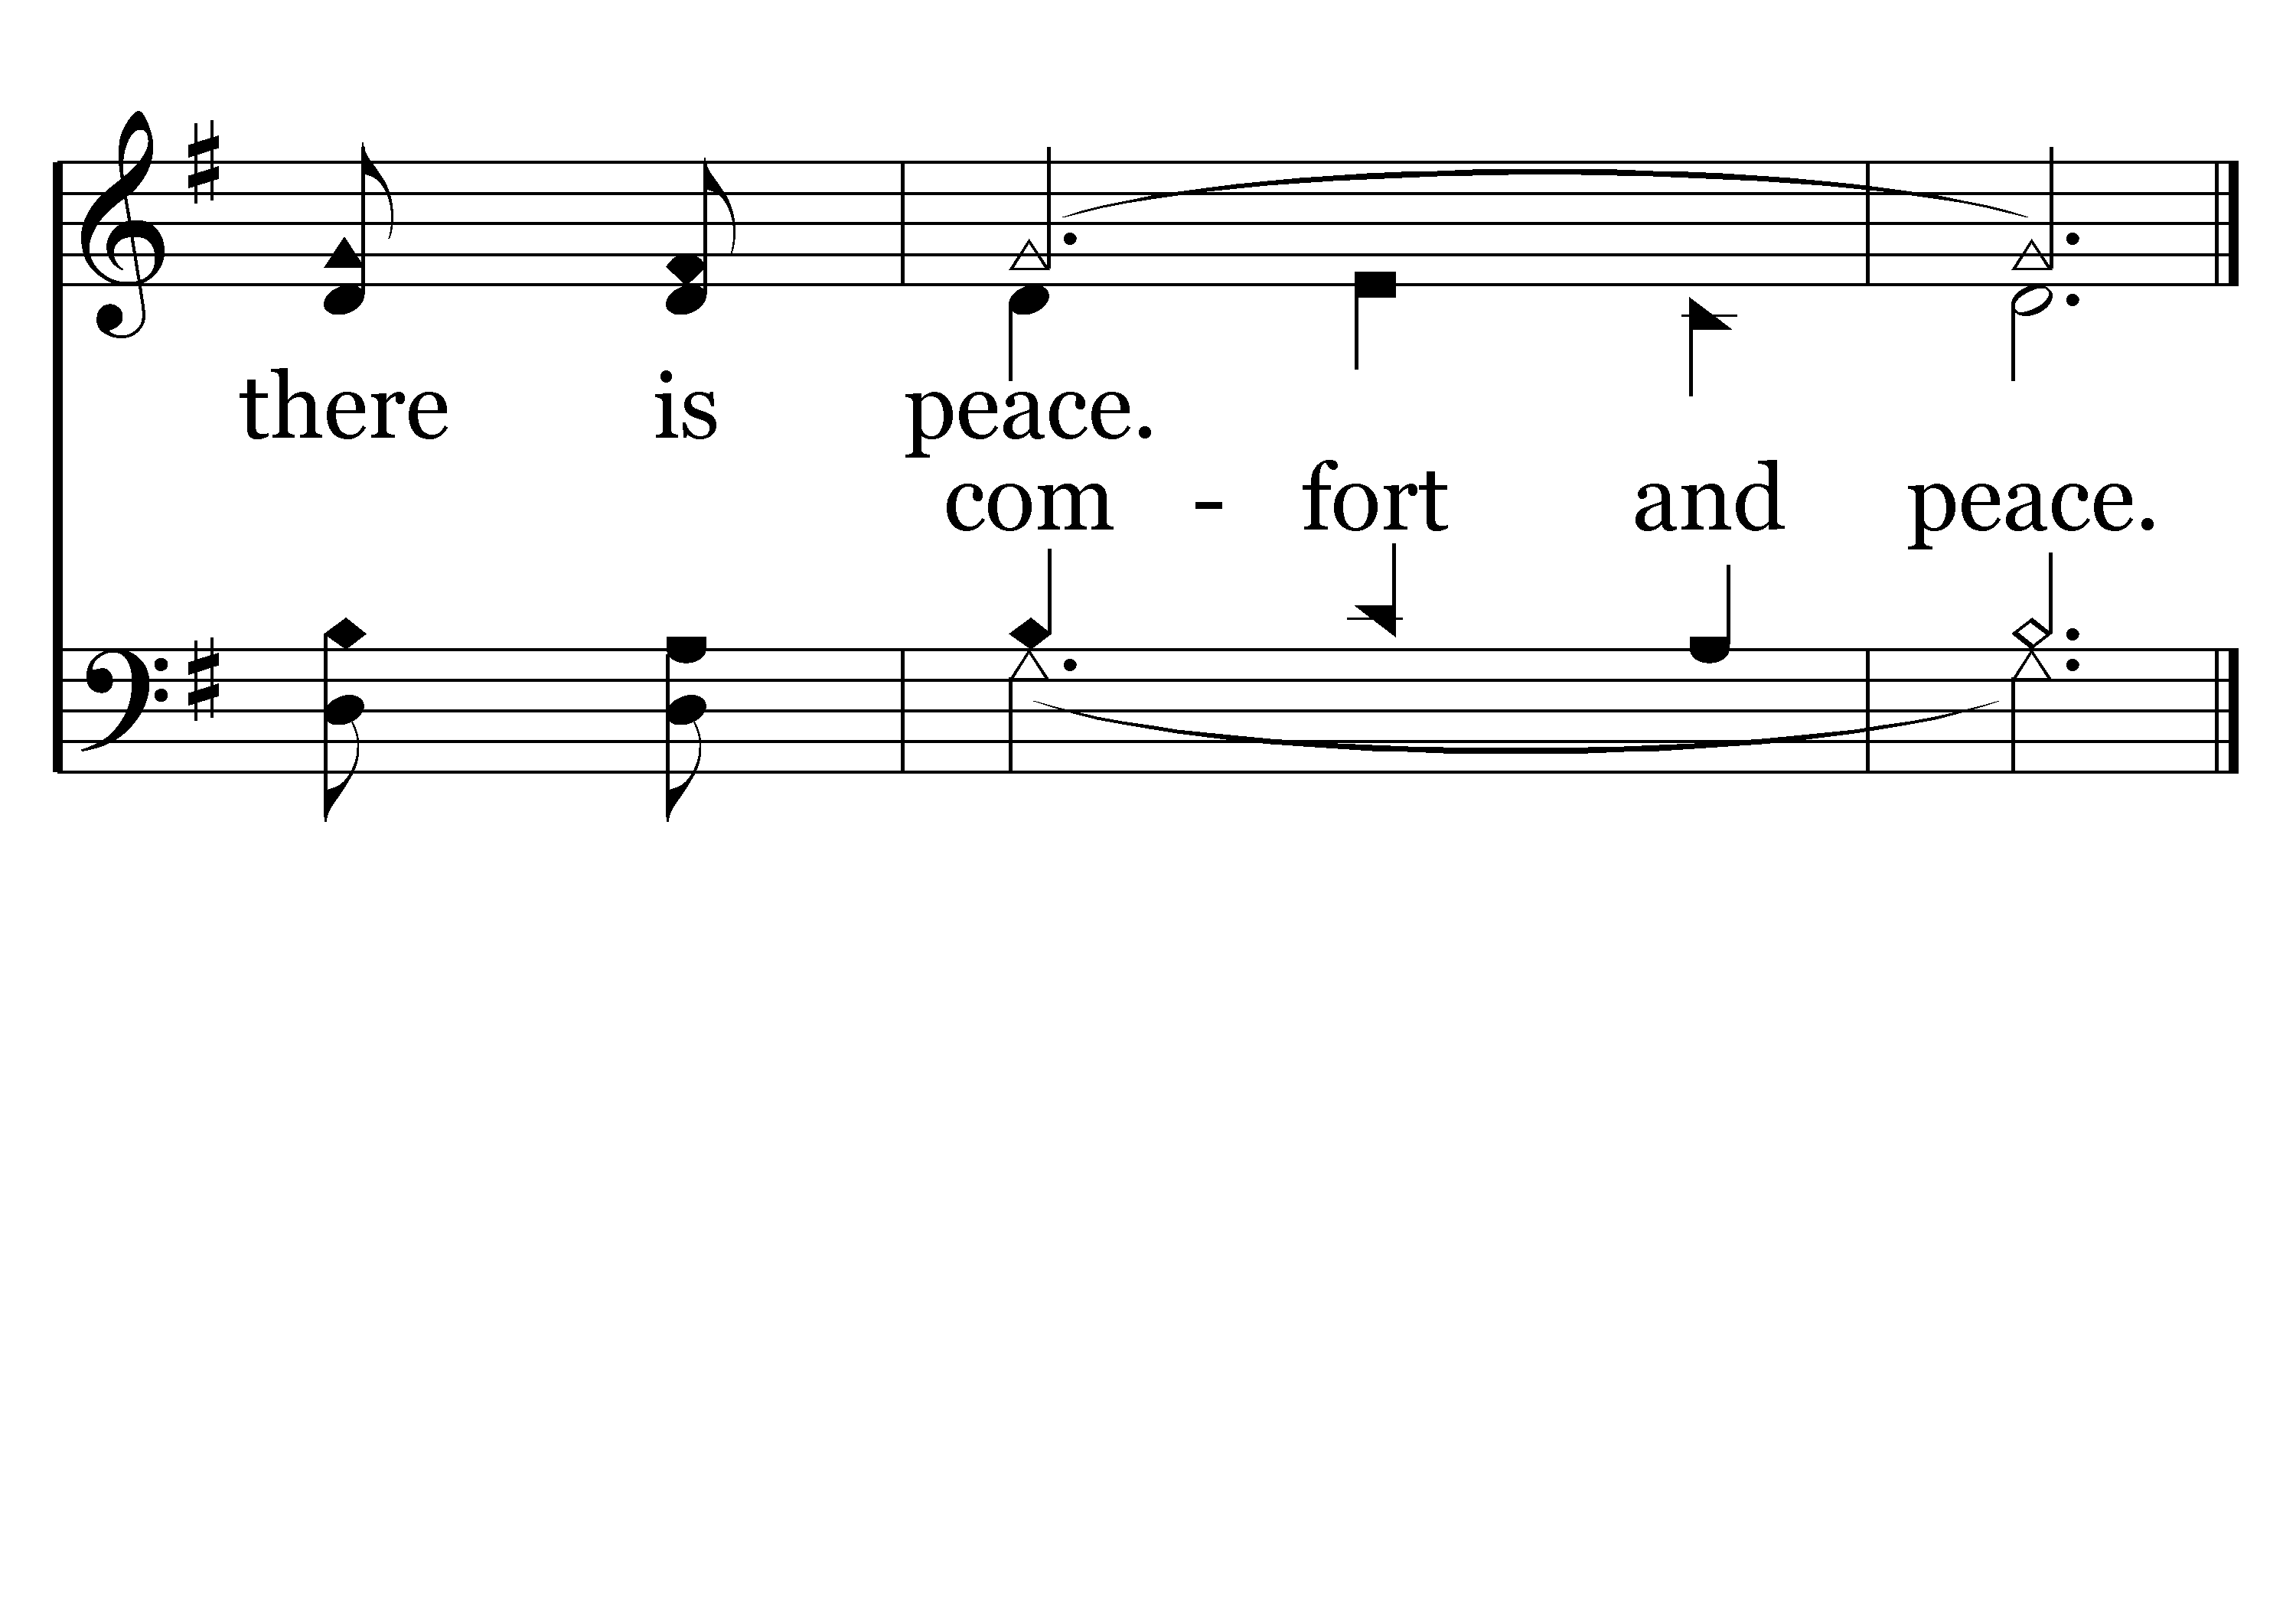 there is peace.
com - fort and peace.